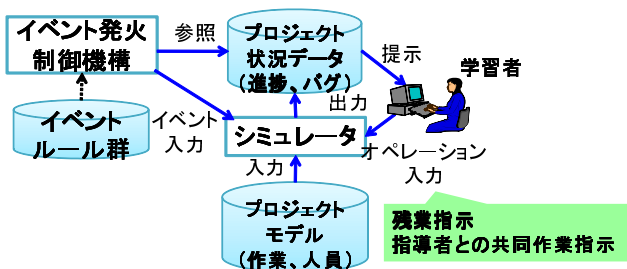 イベント発火
制御機構
参照
プロジェクト
状況データ
(進捗、バグ)
提示
学習者
イベント
ルール群
イベント
入力
出力
シミュレータ
オペレーション
入力
入力
プロジェクト
モデル
(作業、人員)
残業指示
指導者との共同作業指示